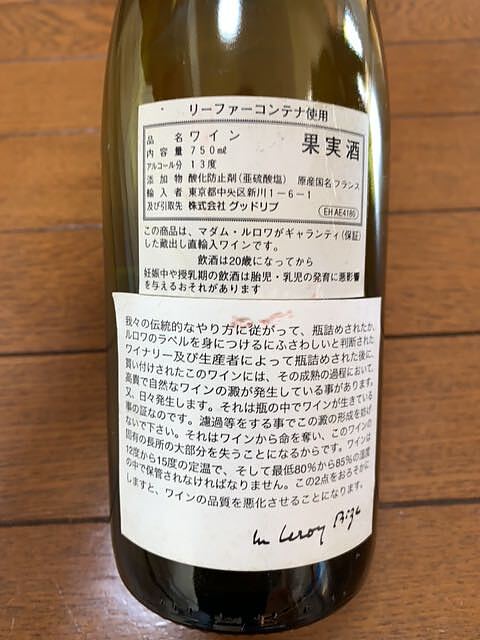 リーファーコンテナ使用
品名 ワイン 果実酒
内容量 750ml
アルコール分 13度
添加物 酸化防止剤(亜硫酸塩) 原産国名 フランス
輸入者 東京都中央区新川1-6-1
及び引取先 株式会社 グッドリブ EH AE4180
この商品は、マダム・ルロワがギャランティ(保証)
した蔵出し直輸入ワインです。
飲酒は20歳になってから
妊娠中や授乳期の飲酒は胎児・乳児の発育に悪影響
を与えるおそれがあります
我々の伝統的なやり方に従がって、瓶詰めされたか、
ルロワのラベルを身につけるにふさわしいと判断された
ワイナリー及び生産者によって瓶詰めされた後に、
買い付けされたこのワインには、その成熟の過程において、
高貴で自然なワインの澱が発生している事があります。
又、日々発生します。それは瓶の中でワインが生きている
事の証なのです。濾過等をする事でこの澱の形成を妨げ
ないで下さい。それはワインから命を奪い、このワインの
固有の長所の大部分を失うことになるからです。ワインは
12度から15度の定温で、そして最低80%から85%の湿度
の中で保管されなければなりません。この2点をおろそかに
しますと、ワインの品質を悪化させることになります。
Leroy Bize